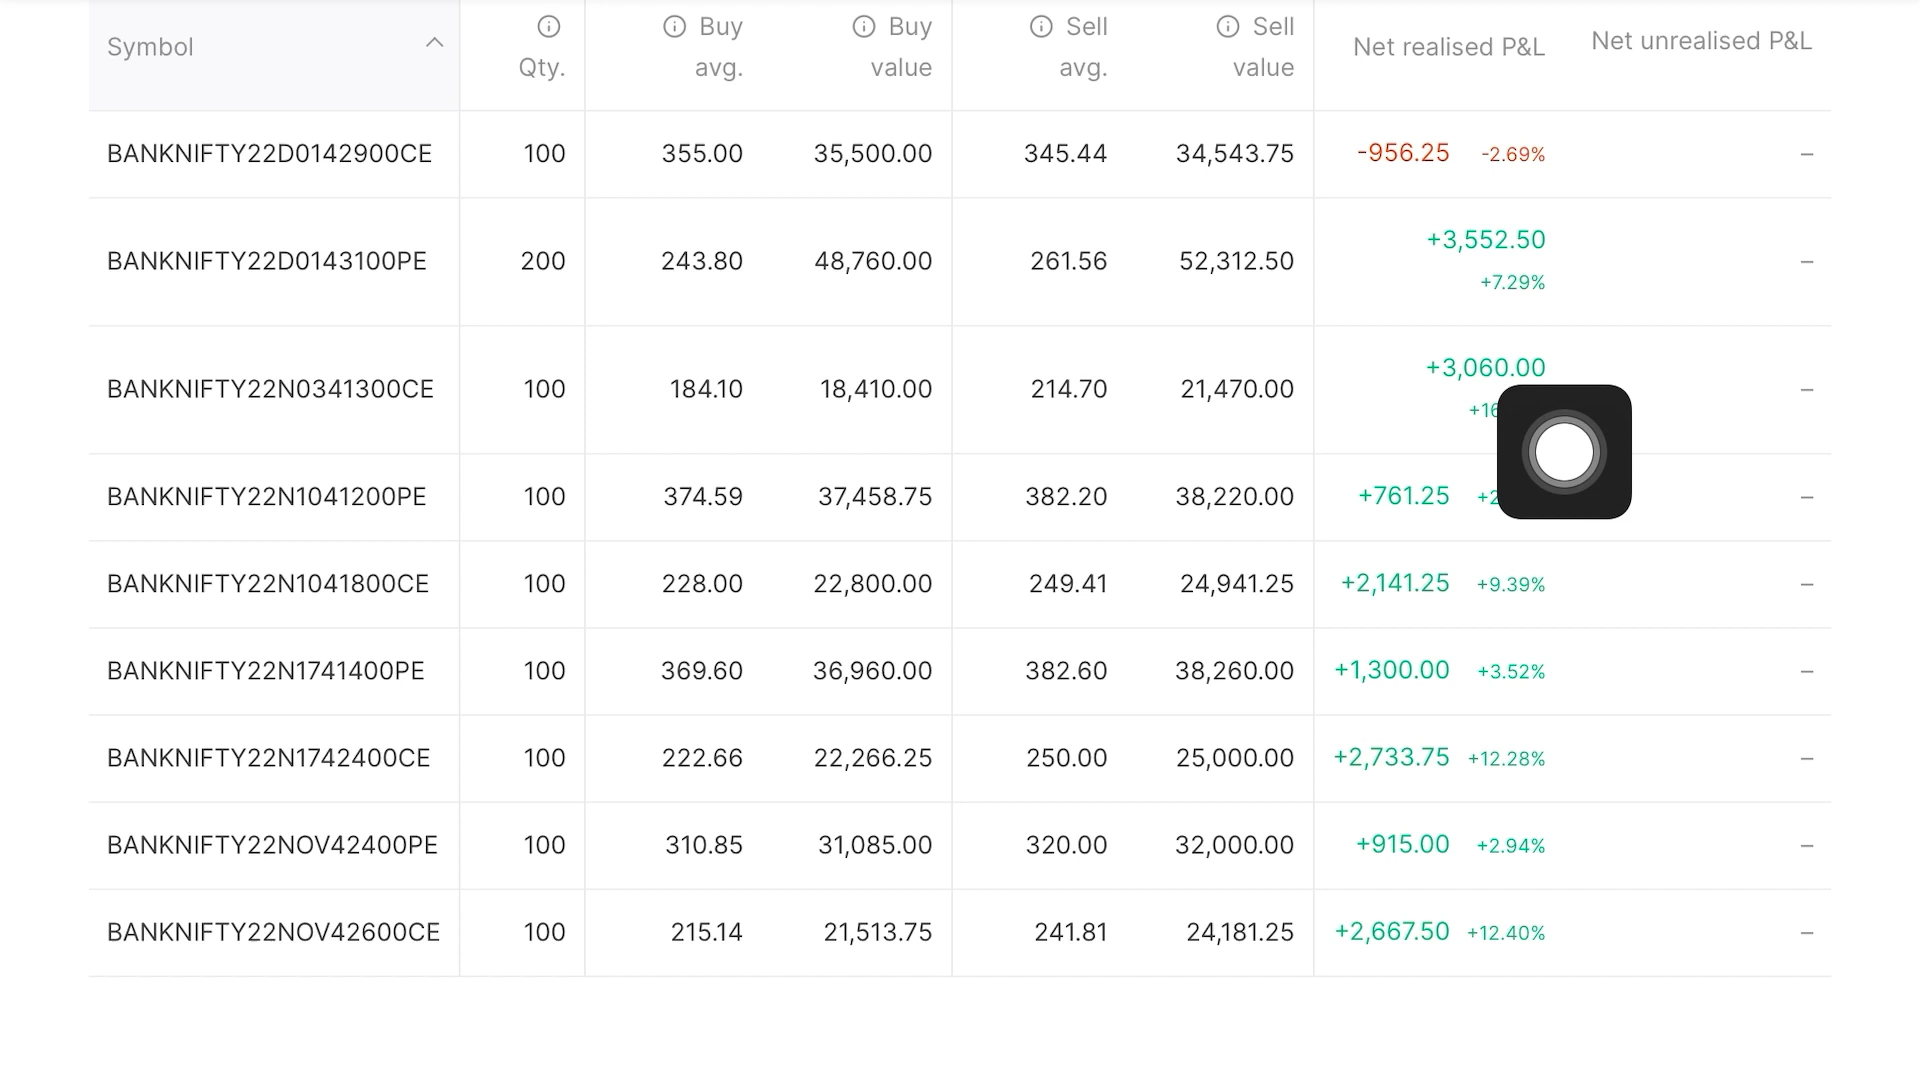 Symbol
Qty.
Buy avg.
Buy value
Sell avg.
Sell value
Net realised P&L
Net unrealised P&L
BANKNIFTY22D0142900CE 100 355.00 35,500.00 345.44 34,543.75 -956.25 -2.69% –
BANKNIFTY22D0143100PE 200 243.80 48,760.00 261.56 52,312.50 +3,552.50 +7.29% –
BANKNIFTY22N0341300CE 100 184.10 18,410.00 214.70 21,470.00 +3,060.00 –
BANKNIFTY22N1041200PE 100 374.59 37,458.75 382.20 38,220.00 +761.25 –
BANKNIFTY22N1041800CE 100 228.00 22,800.00 249.41 24,941.25 +2,141.25 +9.39% –
BANKNIFTY22N1741400PE 100 369.60 36,960.00 382.60 38,260.00 +1,300.00 +3.52% –
BANKNIFTY22N1742400CE 100 222.66 22,266.25 250.00 25,000.00 +2,733.75 +12.28% –
BANKNIFTY22NOV42400PE 100 310.85 31,085.00 320.00 32,000.00 +915.00 +2.94% –
BANKNIFTY22NOV42600CE 100 215.14 21,513.75 241.81 24,181.25 +2,667.50 +12.40% –